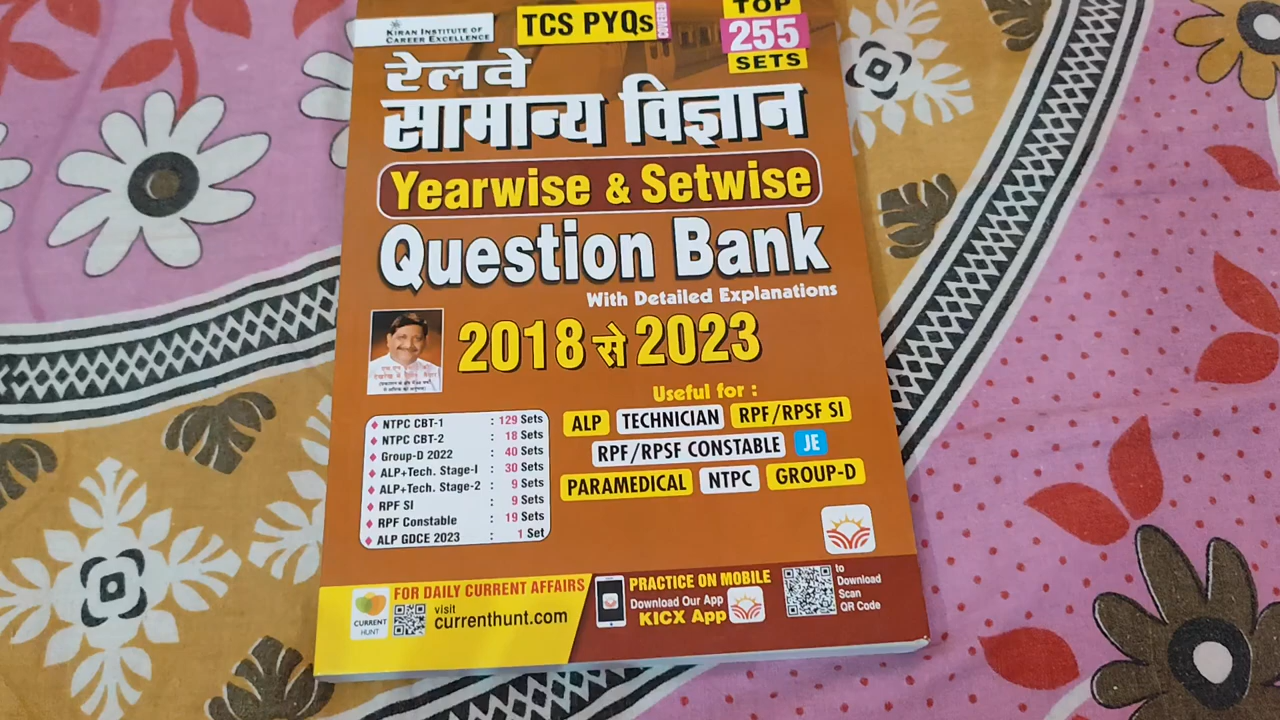 KIRAN INSTITUTE OF
CAREER EXCELLENCE
TCS PYQs
COVERED
TOP
255
SETS
रेलवे
सामान्य विज्ञान
Yearwise & Setwise
Question Bank
With Detailed Explanations
2018 से 2023
Useful for :
ALP TECHNICIAN RPF/RPSF SI
RPF/RPSF CONSTABLE JE
PARAMEDICAL NTPC GROUP-D
NTPC CBT-1 : 129 Sets
NTPC CBT-2 : 18 Sets
Group-D 2022 : 40 Sets
ALP+Tech. Stage-I : 30 Sets
ALP+Tech. Stage-2 : 9 Sets
RPF SI : 9 Sets
RPF Constable : 19 Sets
ALP GDCE 2023 : 1 Set
CURRENT
HUNT
FOR DAILY CURRENT AFFAIRS
visit
currenthunt.com
PRACTICE ON MOBILE
Download Our App
KICX App
to
Download
Scan
QR Code